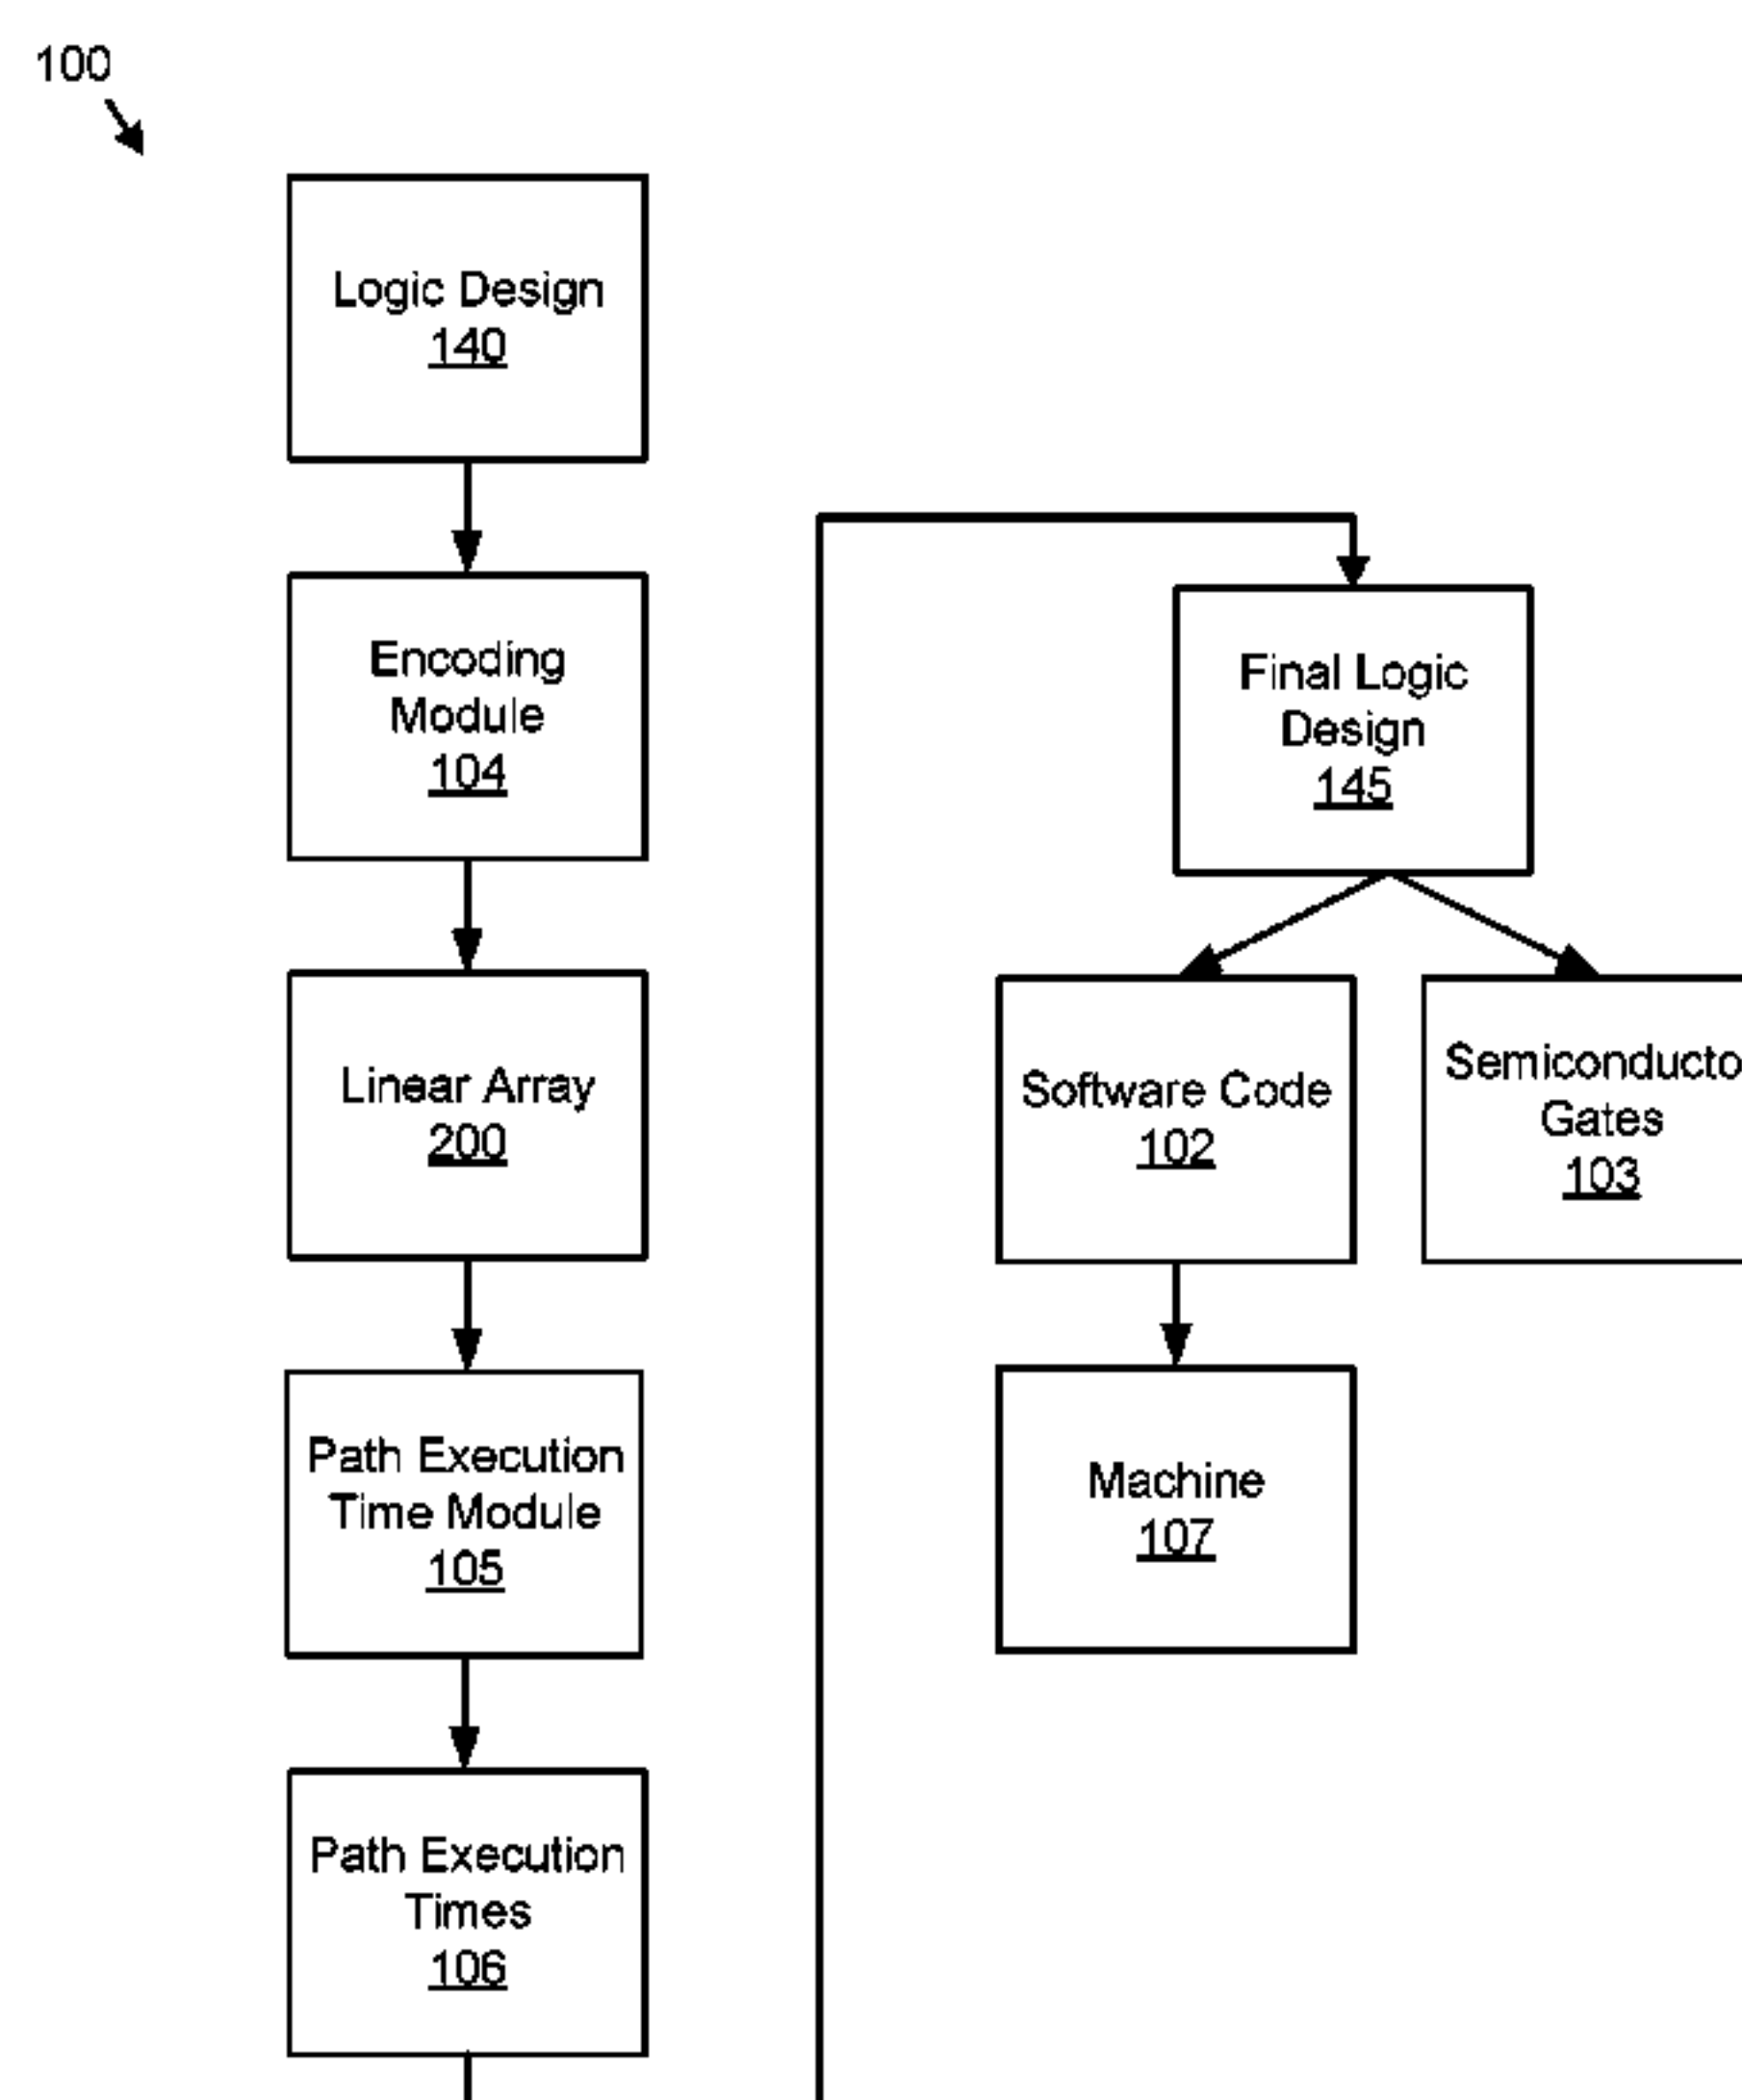 100
Logic Design
140
Encoding
Module
104
Linear Array
200
Path Execution
Time Module
105
Path Execution
Times
106
Final Logic
Design
145
Software Code
102
Semiconducto
Gates
103
Machine
107